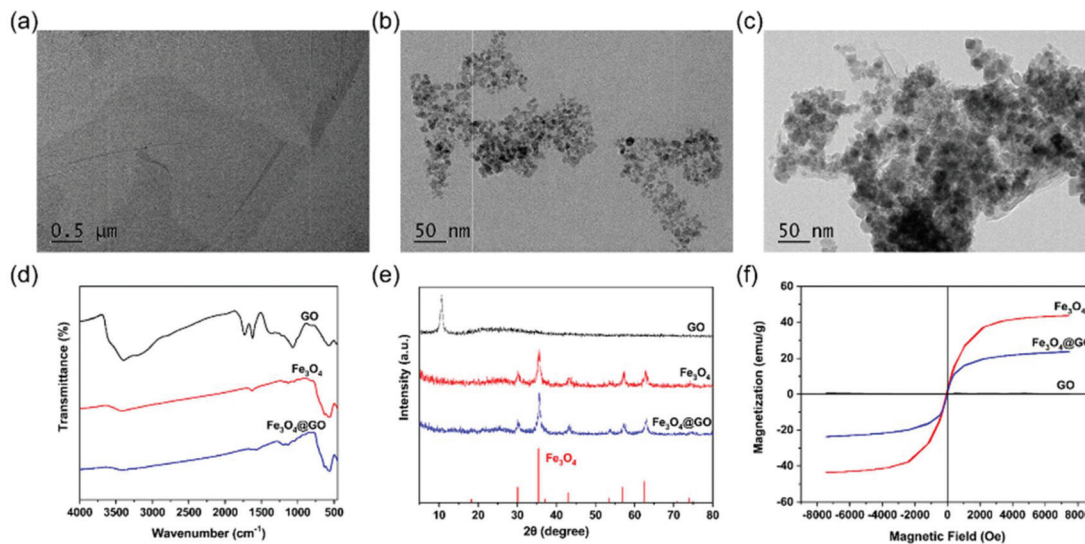 (a)
0.5 μm
(b)
50 nm
(c)
50 nm
(d)
Transmittance (%)
GO
Fe₃O₄
Fe₃O₄@GO
4000 3500 3000 2500 2000 1500 1000 500
Wavenumber (cm⁻¹)
(e)
Intensity (a.u.)
GO
Fe₃O₄
Fe₃O₄@GO
Fe₃O₄
10 20 30 40 50 60 70 80
2θ (degree)
(f)
Magnetization (emu/g)
60
40
20
0
-20
-40
-60
Fe₃O₄
Fe₃O₄@GO
GO
-8000 -6000 -4000 -2000 0 2000 4000 6000 8000
Magnetic Field (Oe)